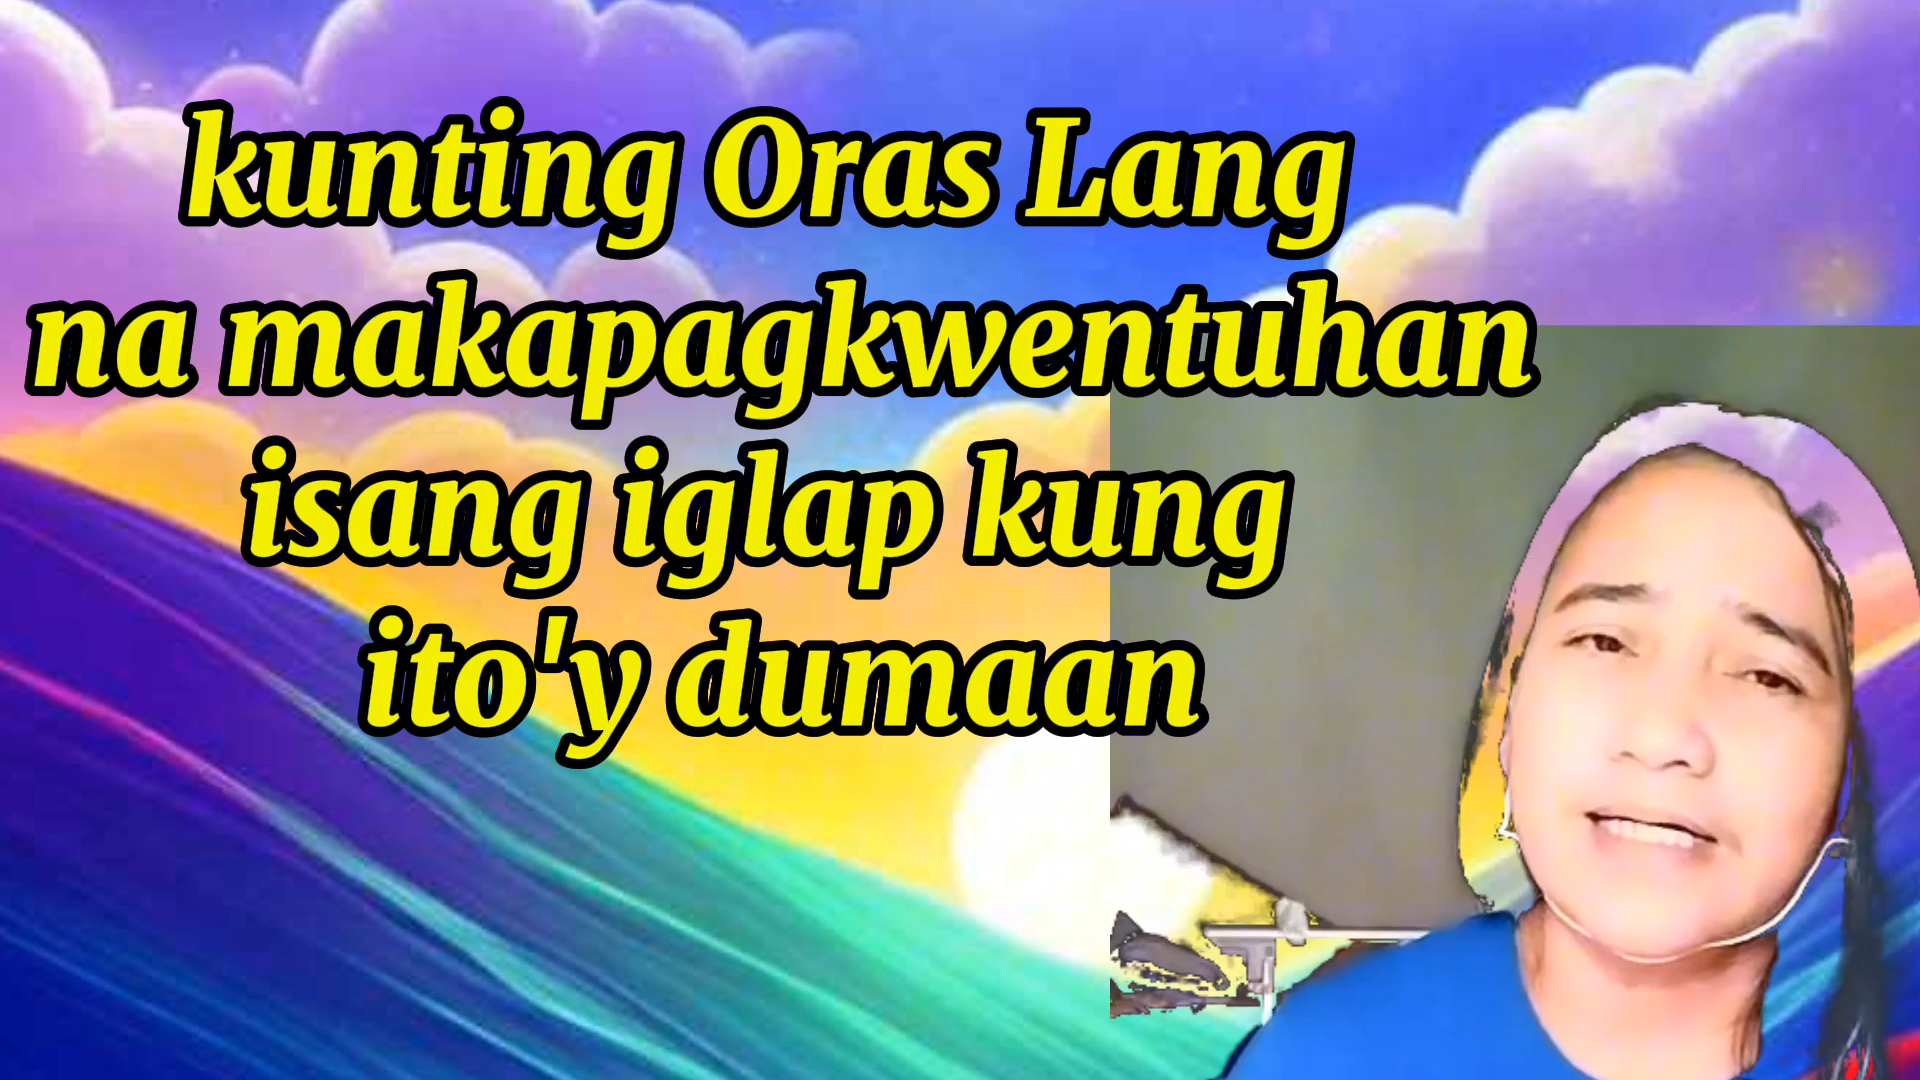 kunting Oras Lang
na makapagkwentuhan
isang iglap kung
ito'y dumaan